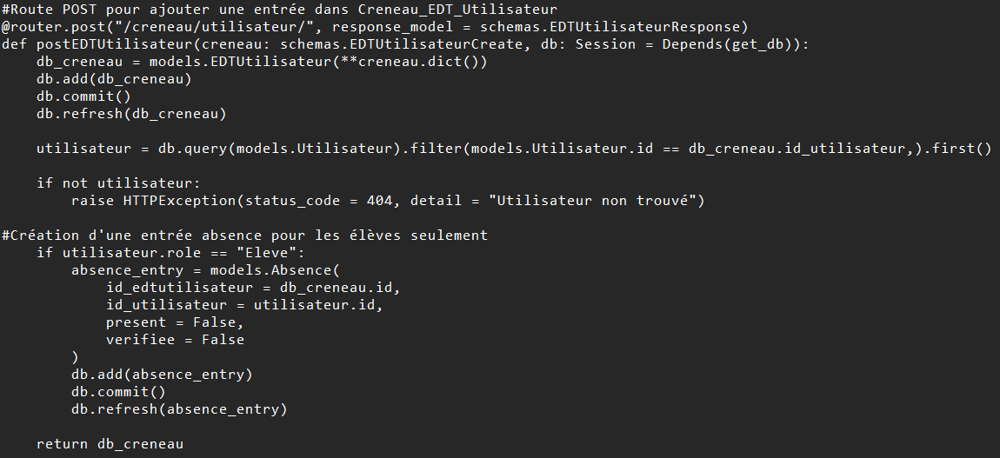 #Route POST pour ajouter une entrée dans Creneau_EDT_Utilisateur
@router.post("/creneau/utilisateur/", response_model = schemas.EDTUtilisateurResponse)
def postEDTUtilisateur(creneau: schemas.EDTUtilisateurCreate, db: Session = Depends(get_db)):
    db_creneau = models.EDTUtilisateur(**creneau.dict())
    db.add(db_creneau)
    db.commit()
    db.refresh(db_creneau)

    utilisateur = db.query(models.Utilisateur).filter(models.Utilisateur.id == db_creneau.id_utilisateur,).first()

    if not utilisateur:
        raise HTTPException(status_code = 404, detail = "Utilisateur non trouvé")

#Création d'une entrée absence pour les élèves seulement
    if utilisateur.role == "Eleve":
        absence_entry = models.Absence(
            id_edtutilisateur = db_creneau.id,
            id_utilisateur = utilisateur.id,
            present = False,
            verifiee = False
        )
        db.add(absence_entry)
        db.commit()
        db.refresh(absence_entry)

    return db_creneau